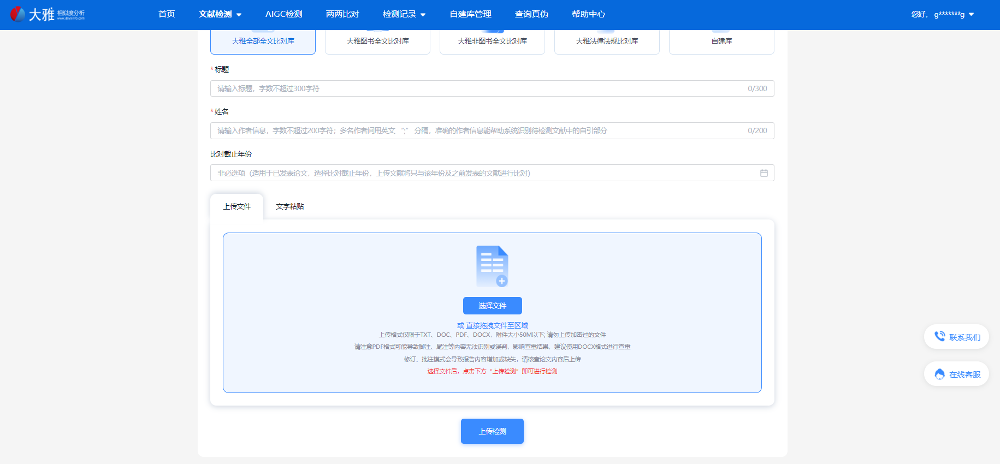 大雅 相似度分析
www.dayainfo.com
首页 文献检测 AIGC检测 两两比对 检测记录 自建库管理 查询真伪 帮助中心 您好, g*******g
大雅全部全文比对库 大雅图书全文比对库 大雅非图书全文比对库 大雅法律法规比对库 自建库
*标题
请输入标题，字数不超过300字符 0/300
*姓名
请输入作者信息，字数不超过200字符；多名作者间用英文 “;” 分隔，准确的作者信息能帮助系统识别待检测文献中的自引部分 0/200
比对截止年份
非必选项（适用于已发表论文，选择比对截止年份，上传文献将只与该年份及之前发表的文献进行比对）
上传文件 文字粘贴
选择文件
或 直接拖拽文件至区域
上传格式仅限于TXT、DOC、PDF、DOCX，附件大小50M以下; 请勿上传加密过的文件
请注意PDF格式可能导致脚注、尾注等内容无法识别或误判，影响查重结果，建议使用DOCX格式进行查重
修订、批注模式会导致报告内容增加或缺失，请核查论文内容后上传
选择文件后，点击下方“上传检测”即可进行检测
上传检测
联系我们
在线客服